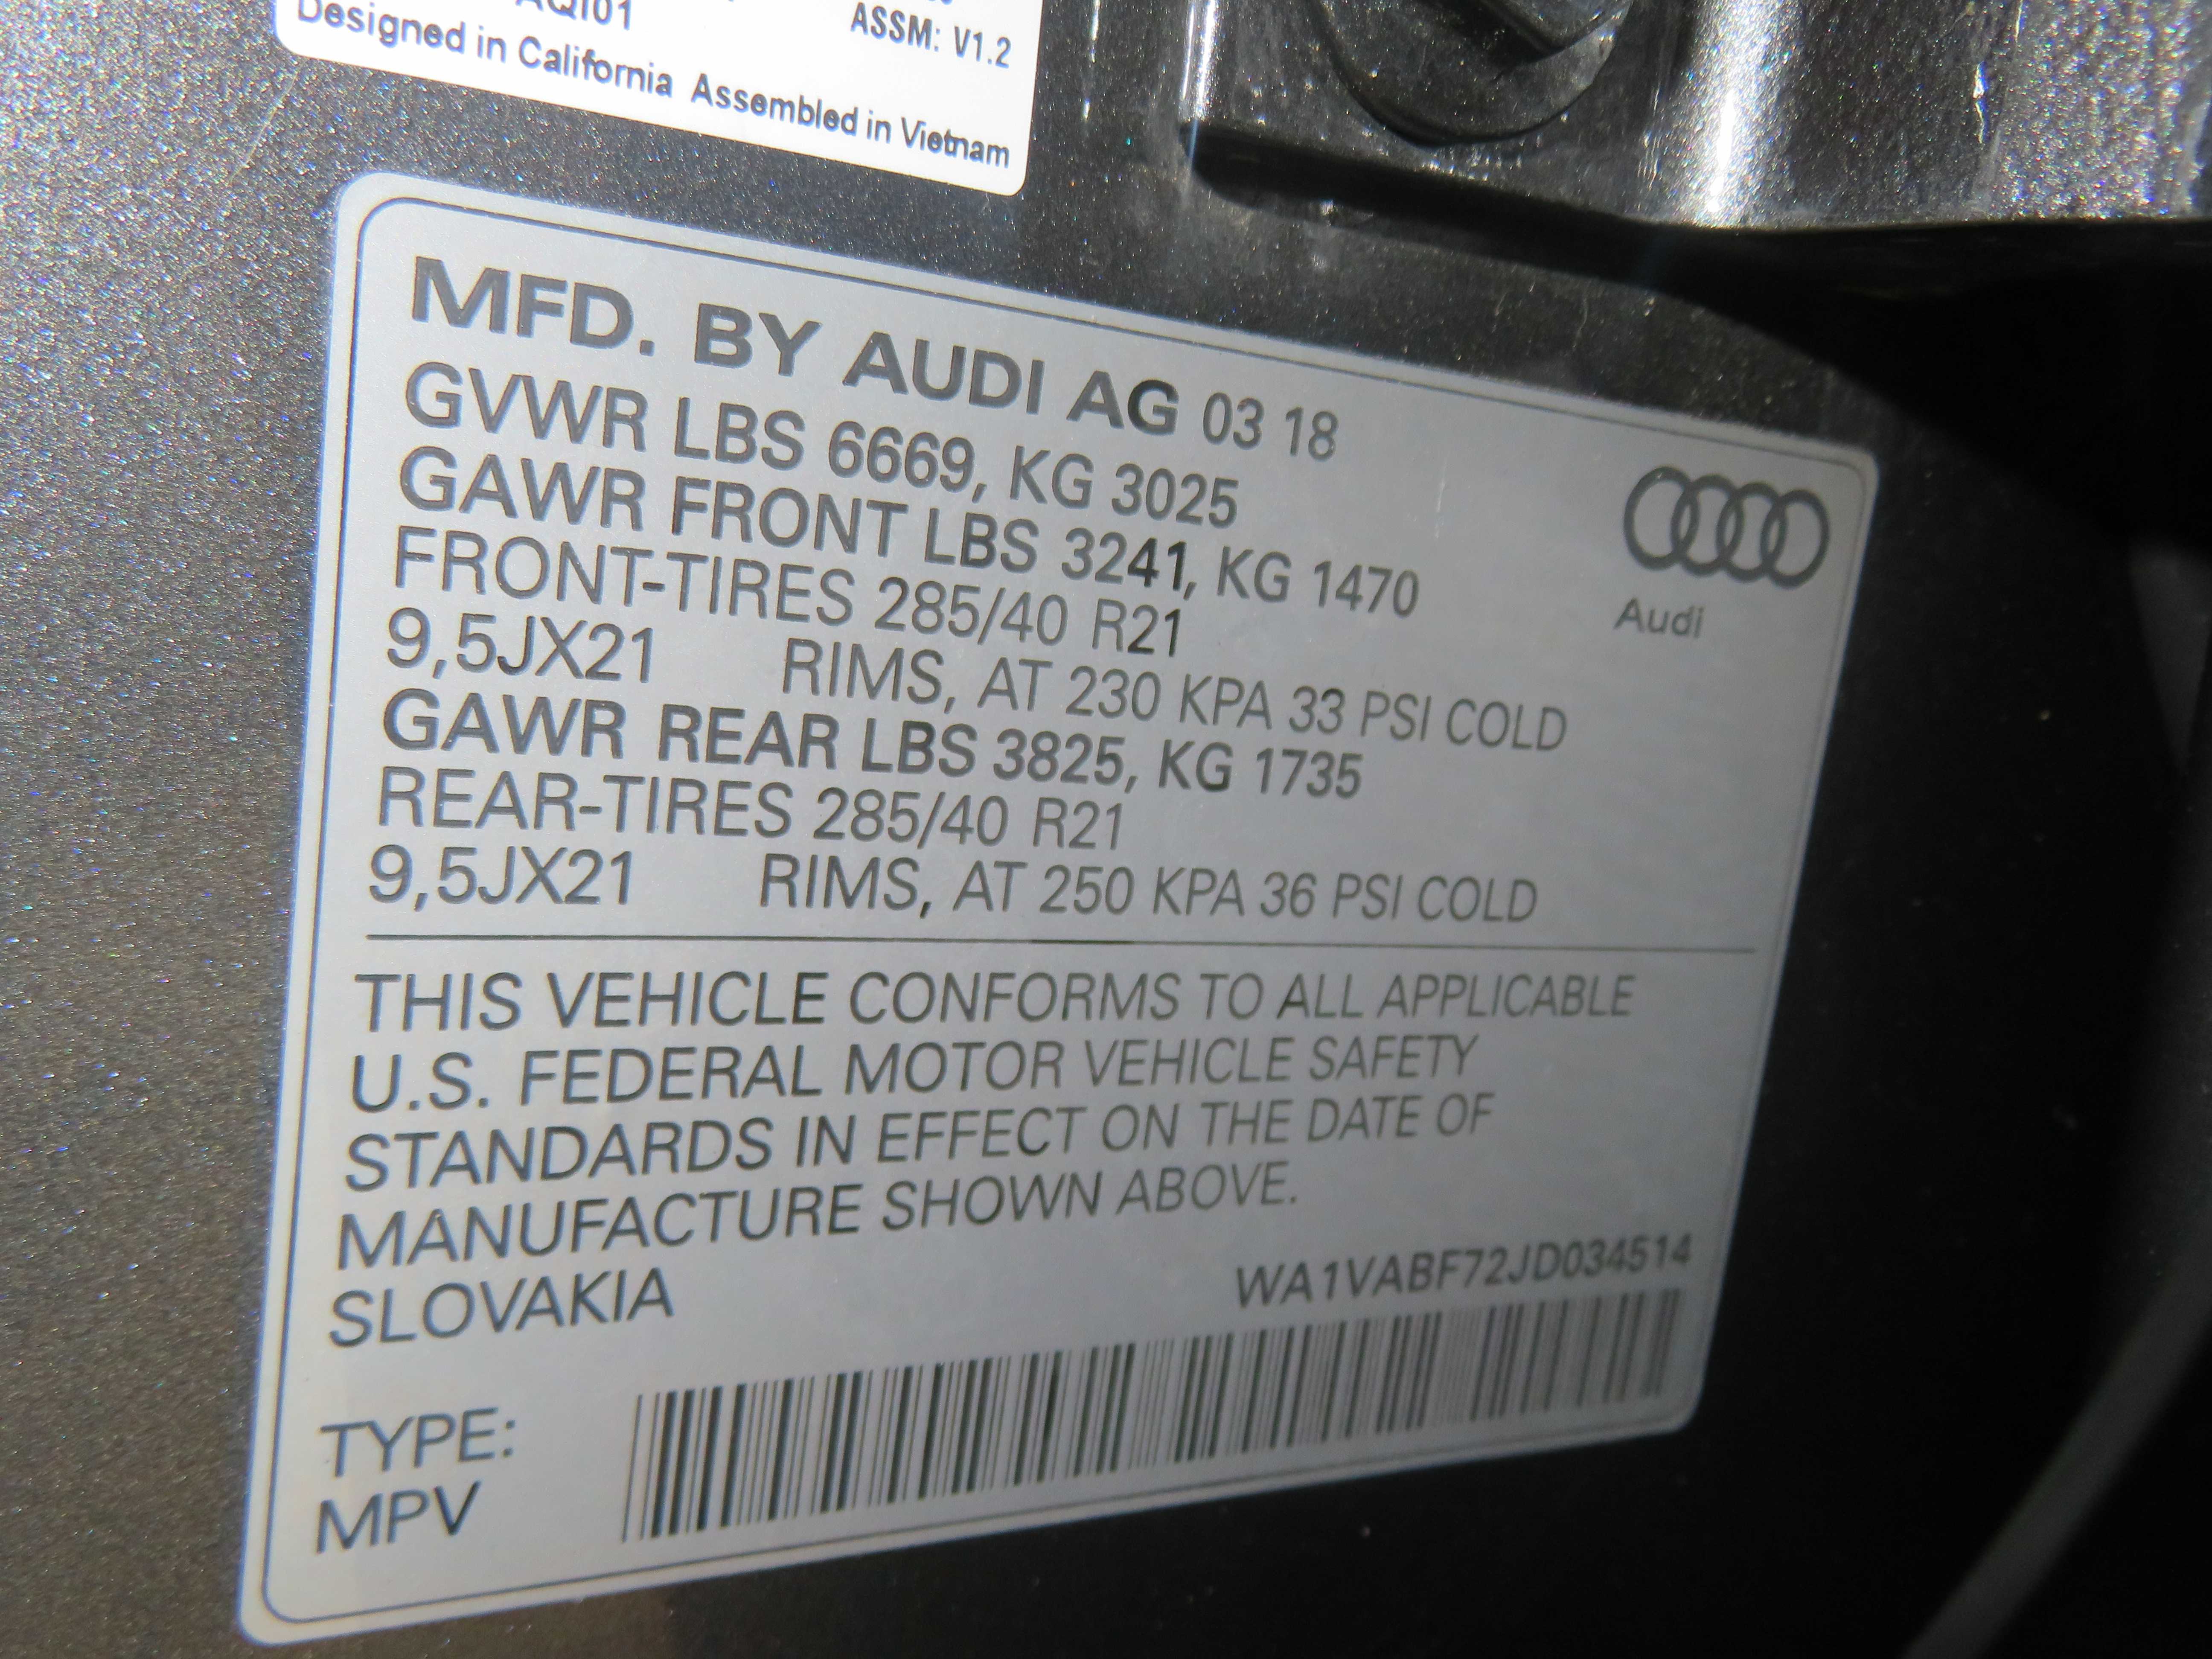 ASSM: V1.2
Designed in California Assembled in Vietnam
MFD. BY AUDI AG 03 18
GVWR LBS 6669, KG 3025
GAWR FRONT LBS 3241, KG 1470
FRONT-TIRES 285/40 R21
9,5JX21 RIMS, AT 230 KPA 33 PSI COLD
GAWR REAR LBS 3825, KG 1735
REAR-TIRES 285/40 R21
9,5JX21 RIMS, AT 250 KPA 36 PSI COLD
Audi
THIS VEHICLE CONFORMS TO ALL APPLICABLE
U.S. FEDERAL MOTOR VEHICLE SAFETY
STANDARDS IN EFFECT ON THE DATE OF
MANUFACTURE SHOWN ABOVE.
SLOVAKIA
WA1VABF72JD034514
TYPE:
MPV